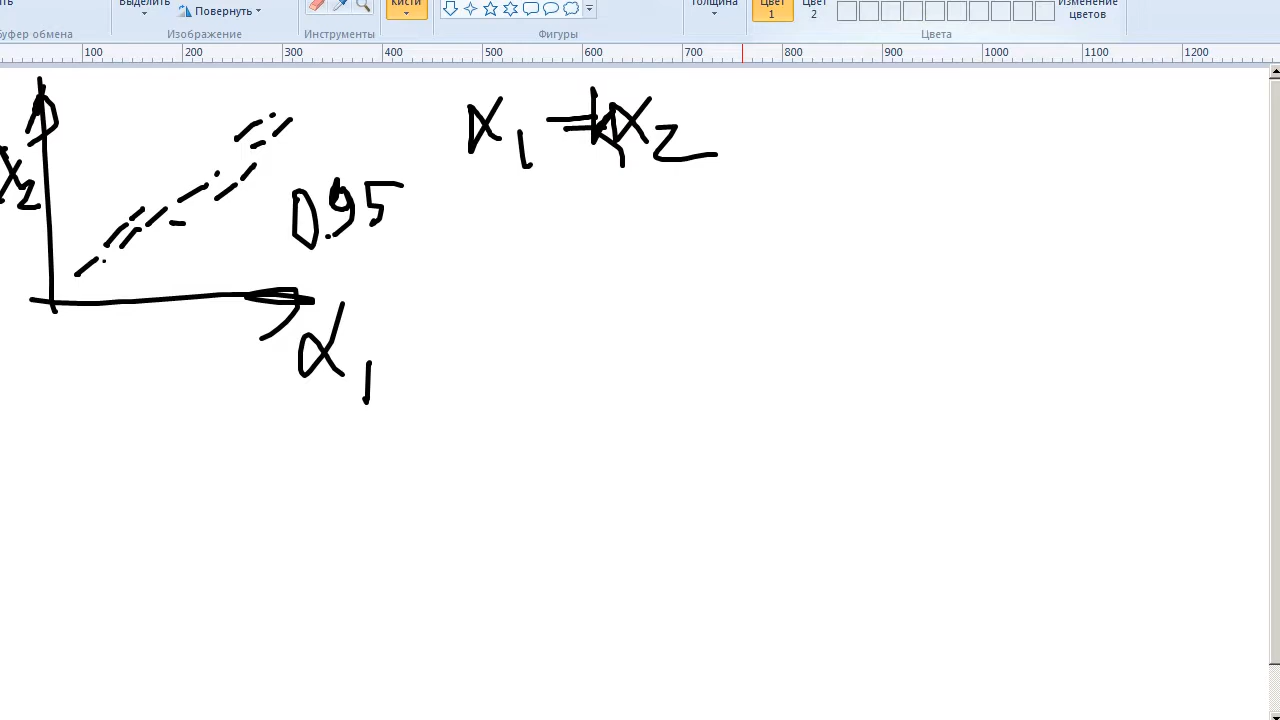 Выделить Повернуть Кисти Толщина Цвет 1 Цвет 2 Изменение цветов
буфер обмена Изображение Инструменты Фигуры Цвета
100 200 300 400 500 600 700 800 900 1000 1100 1200
x1 = kx2
x2
0.95
x1